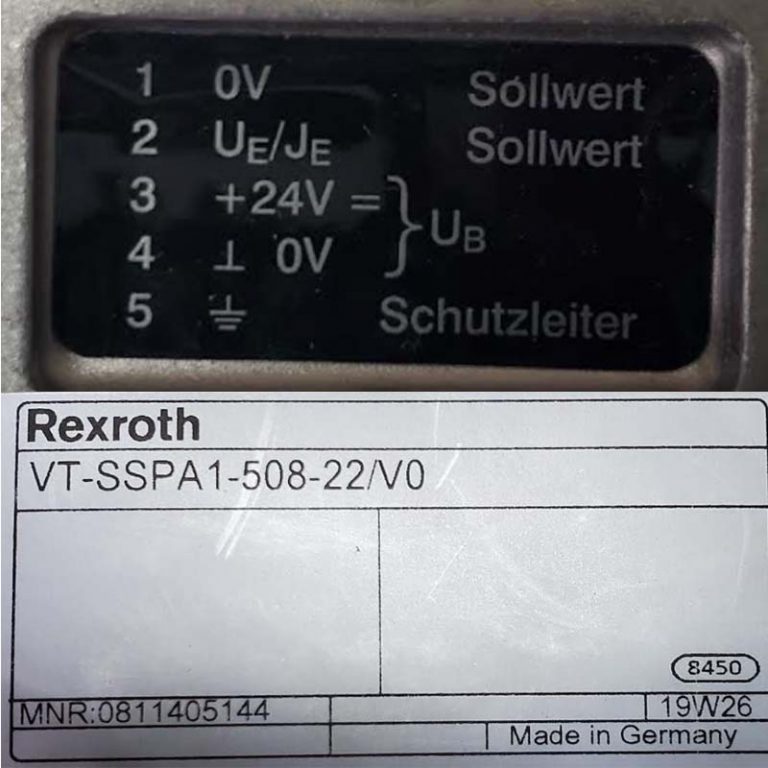 1 0V Sollwert
2 UE/JE Sollwert
3 +24V =
UB
4 ⊥ 0V
5 ⏚ Schutzleiter
Rexroth
VT-SSPA1-508-22/V0
8450
MNR:0811405144 19W26
Made in Germany